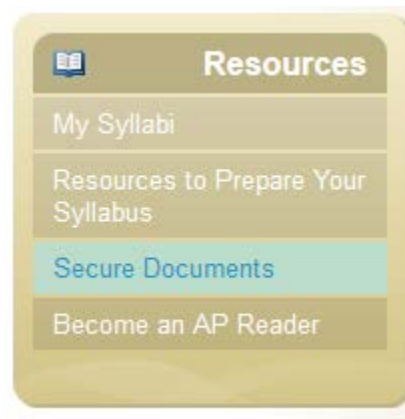 Resources
My Syllabi
Resources to Prepare Your
Syllabus
Secure Documents
Become an AP Reader